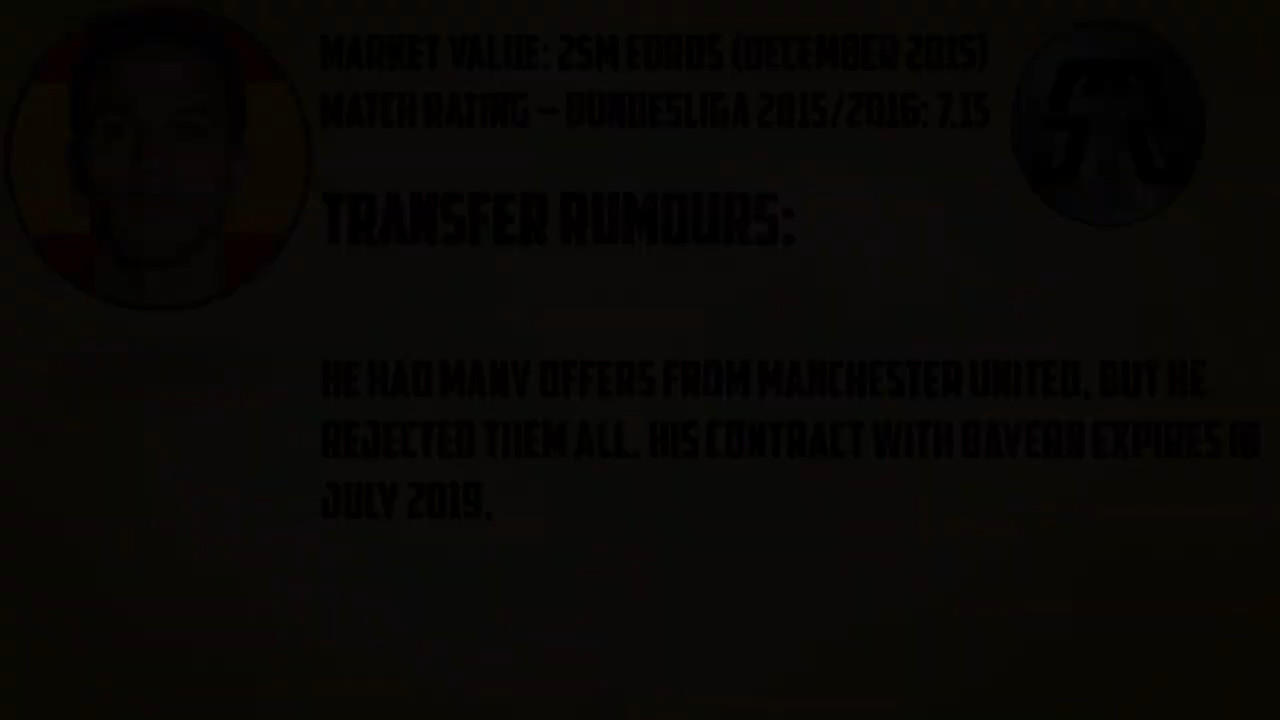 MARKET VALUE: 25M EUROS (DECEMBER 2015)
MATCH RATING – BUNDESLIGA 2015/2016: 7.15
TRANSFER RUMOURS:
HE HAD MANY OFFERS FROM MANCHESTER UNITED, BUT HE
REJECTED THEM ALL. HIS CONTRACT WITH BAYERN EXPIRES IN
JULY 2019.